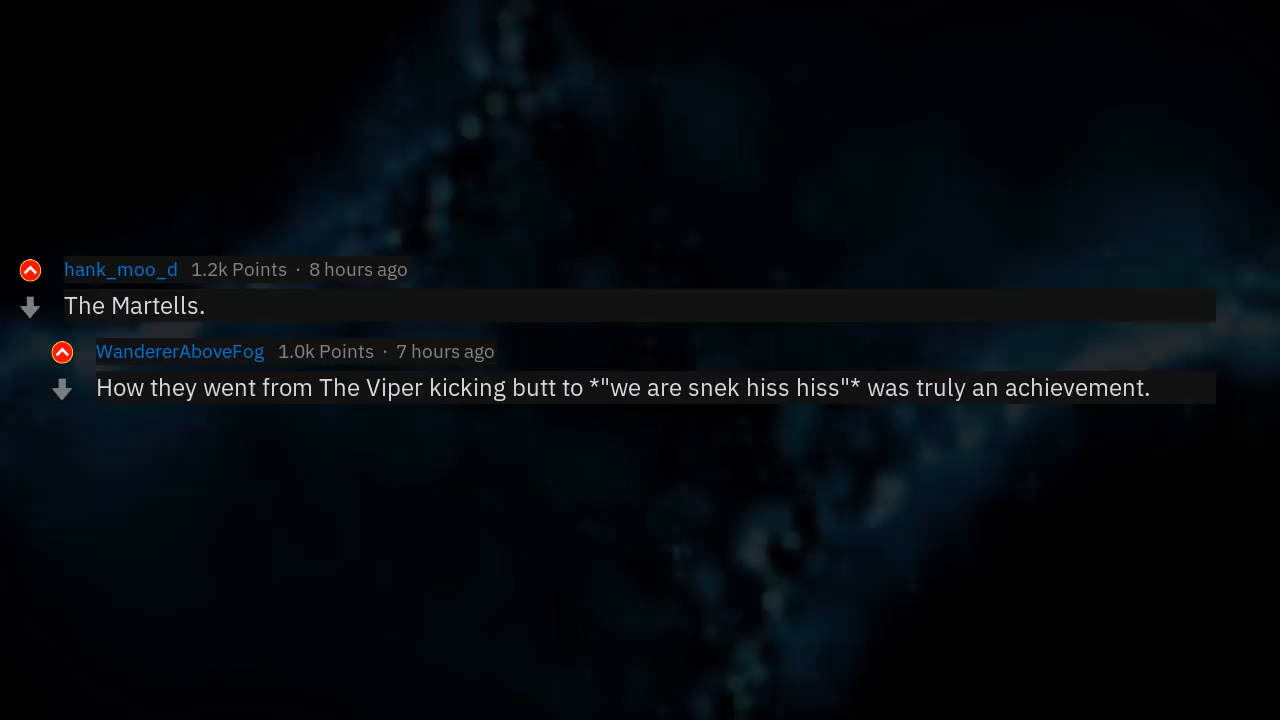 hank_moo_d 1.2k Points · 8 hours ago
The Martells.
WandererAboveFog 1.0k Points · 7 hours ago
How they went from The Viper kicking butt to *"we are snek hiss hiss"* was truly an achievement.